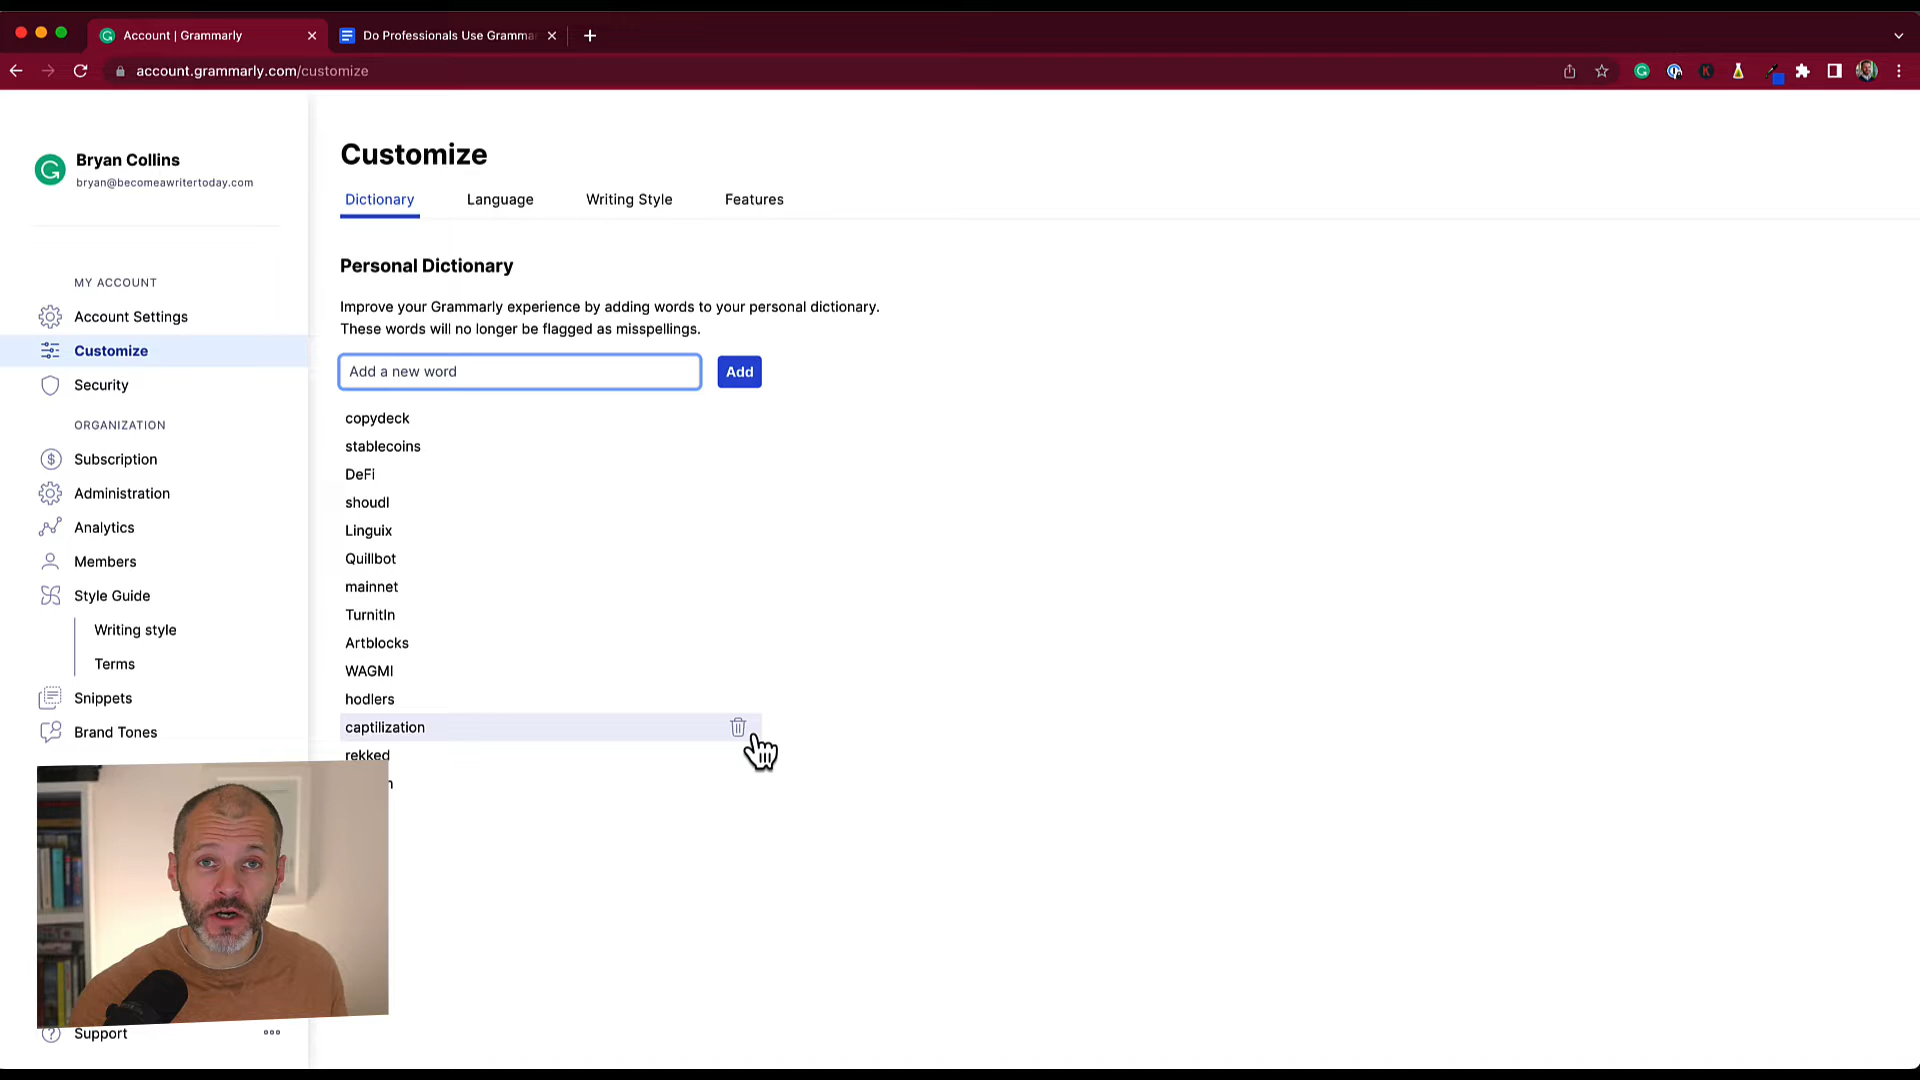 Account | Grammarly
Do Professionals Use Gramma
account.grammarly.com/customize
Bryan Collins
bryan@becomeawritertoday.com
MY ACCOUNT
Account Settings
Customize
Security
ORGANIZATION
Subscription
Administration
Analytics
Members
Style Guide
Writing style
Terms
Snippets
Brand Tones
Support
Customize
Dictionary
Language
Writing Style
Features
Personal Dictionary
Improve your Grammarly experience by adding words to your personal dictionary.
These words will no longer be flagged as misspellings.
Add a new word
Add
copydeck
stablecoins
DeFi
shoudl
Linguix
Quillbot
mainnet
TurnitIn
Artblocks
WAGMI
hodlers
captilization
rekked